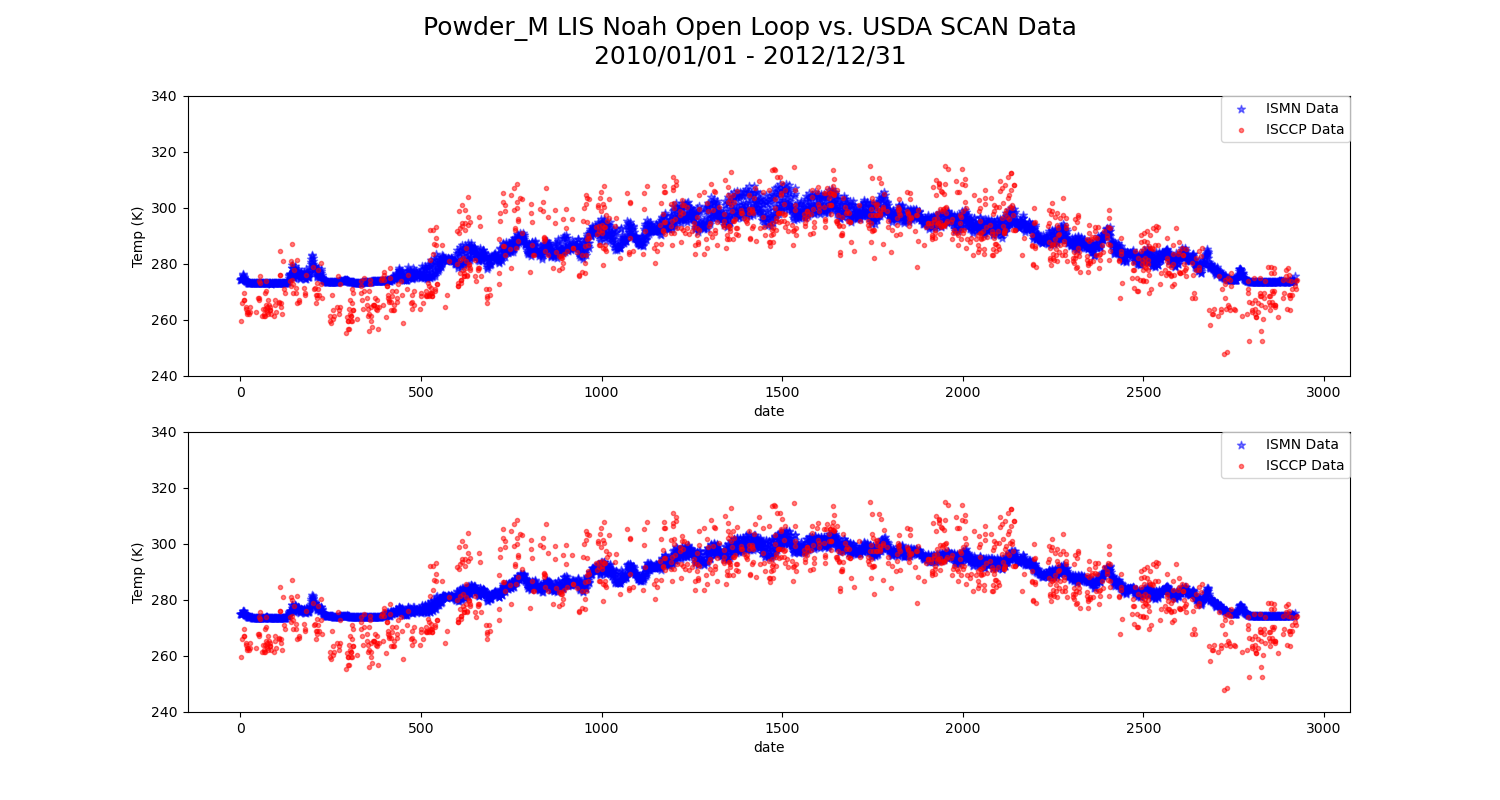 Powder_M LIS Noah Open Loop vs. USDA SCAN Data
2010/01/01 - 2012/12/31
340
320
300
280
260
240
Temp (K)
ISMN Data
ISCCP Data
0 500 1000 1500 2000 2500 3000
date
340
320
300
280
260
240
Temp (K)
ISMN Data
ISCCP Data
0 500 1000 1500 2000 2500 3000
date